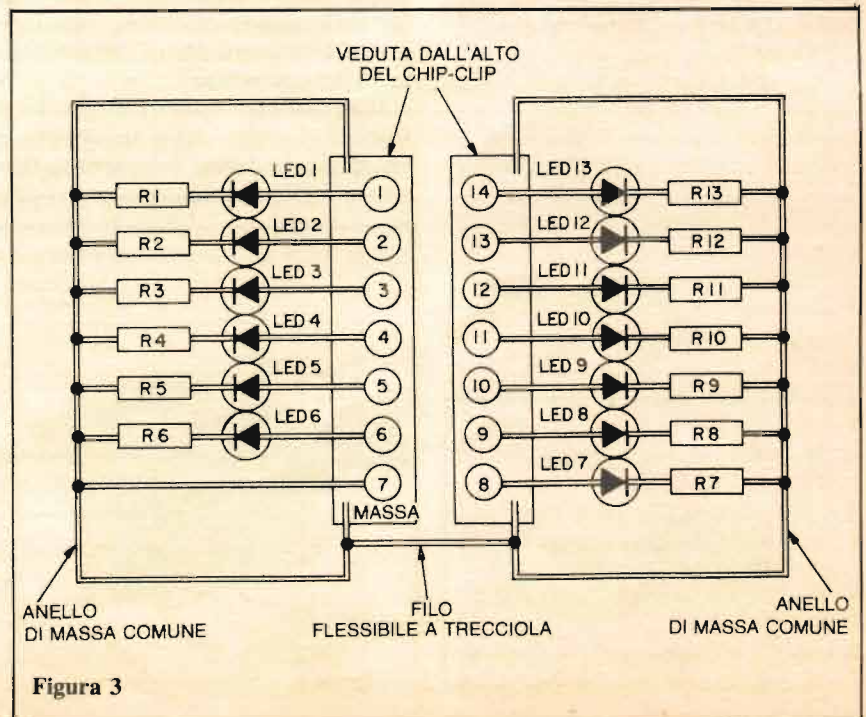 VEDUTA DALL'ALTO
DEL CHIP-CLIP
LED 1
R1
1
LED 2
R2
2
LED 3
R3
3
LED 4
R4
4
LED 5
R5
5
LED 6
R6
6
7
MASSA
14
LED 13
R13
13
LED 12
R12
12
LED 11
R11
11
LED 10
R10
10
LED 9
R9
9
LED 8
R8
8
LED 7
R7
ANELLO
DI MASSA COMUNE
FILO
FLESSIBILE A TRECCIOLA
ANELLO
DI MASSA COMUNE
Figura 3